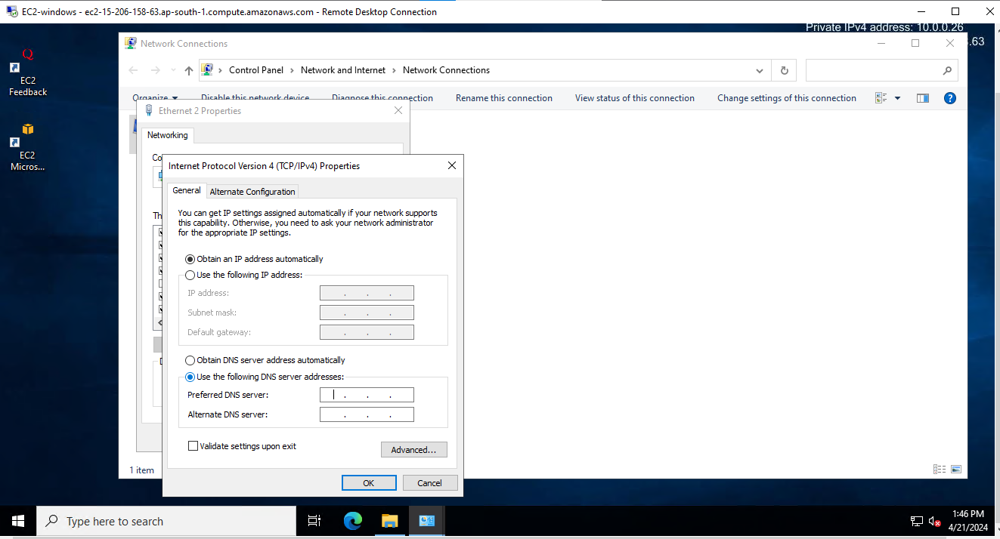 EC2-windows - ec2-15-206-158-63.ap-south-1.compute.amazonaws.com - Remote Desktop Connection
Private IPv4 address: 10.0.0.26
.63
EC2
Feedback
EC2
Micros...
Network Connections
Control Panel > Network and Internet > Network Connections
Organize Disable this network device Diagnose this connection Rename this connection View status of this connection Change settings of this connection
Ethernet 2 Properties
Networking
Co
Internet Protocol Version 4 (TCP/IPv4) Properties
General Alternate Configuration
Th
You can get IP settings assigned automatically if your network supports
this capability. Otherwise, you need to ask your network administrator
for the appropriate IP settings.
Obtain an IP address automatically
Use the following IP address:
IP address:
Subnet mask:
Default gateway:
Obtain DNS server address automatically
Use the following DNS server addresses:
Preferred DNS server:
Alternate DNS server:
Validate settings upon exit
Advanced...
OK Cancel
1 item
Type here to search
1:46 PM
4/21/2024